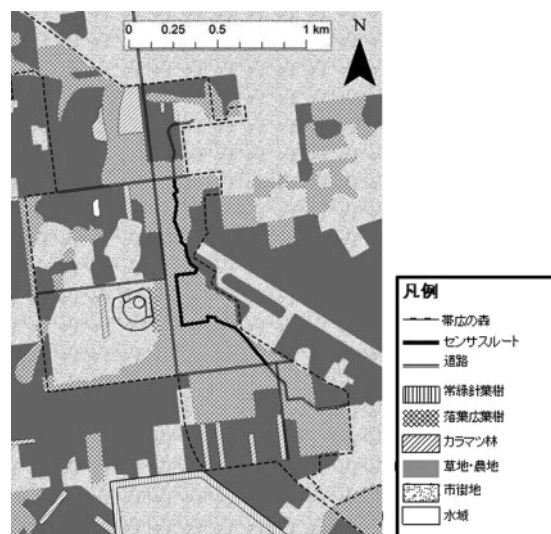 0 0.25 0.5 1 km
N
凡例
帯広の森
センサスルート
道路
常緑針葉樹
落葉広葉樹
カラマツ林
草地・農地
市街地
水域